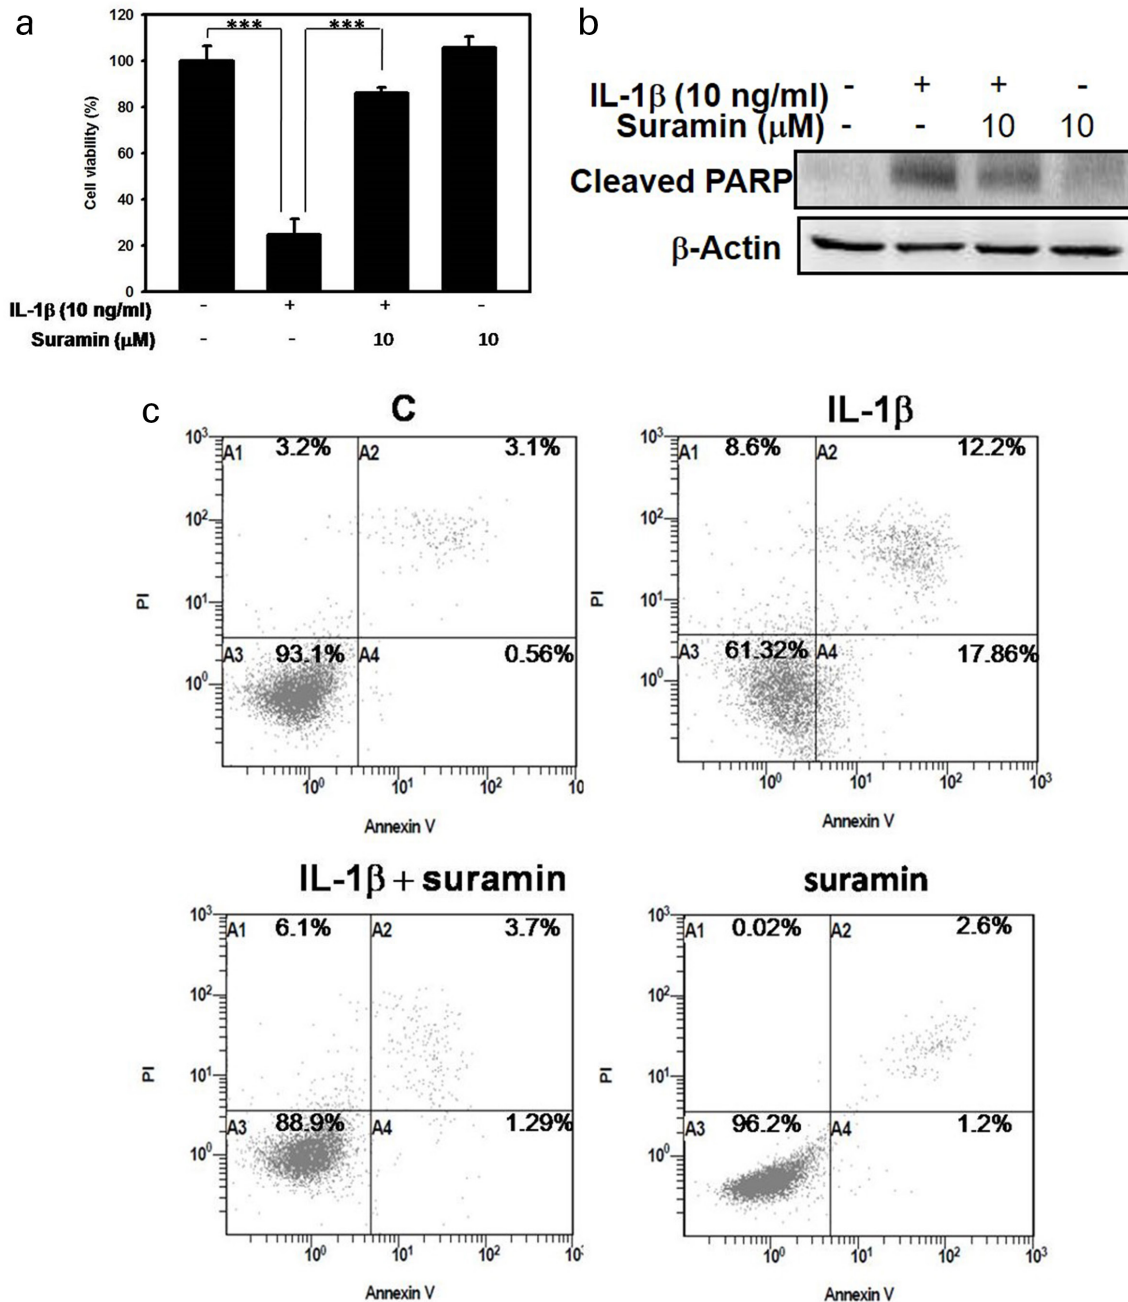 a
120
100
80
60
40
20
0
Cell viability (%)
*** ***
IL-1β (10 ng/ml) - + + -
Suramin (μM) - - 10 10
b
IL-1β (10 ng/ml) - + + -
Suramin (μM) - - 10 10
Cleaved PARP
β-Actin
c
C
10³
10²
10¹
10⁰
PI
A1 3.2% A2 3.1%
A3 93.1% A4 0.56%
10⁰ 10¹ 10² 10
Annexin V
IL-1β
10³
10²
10¹
10⁰
PI
A1 8.6% A2 12.2%
A3 61.32% A4 17.86%
10⁰ 10¹ 10² 10³
Annexin V
IL-1β + suramin
10³
10²
10¹
10⁰
PI
A1 6.1% A2 3.7%
A3 88.9% A4 1.29%
10⁰ 10¹ 10² 10
Annexin V
suramin
10³
10²
10¹
10⁰
PI
A1 0.02% A2 2.6%
A3 96.2% A4 1.2%
10⁰ 10¹ 10² 10³
Annexin V